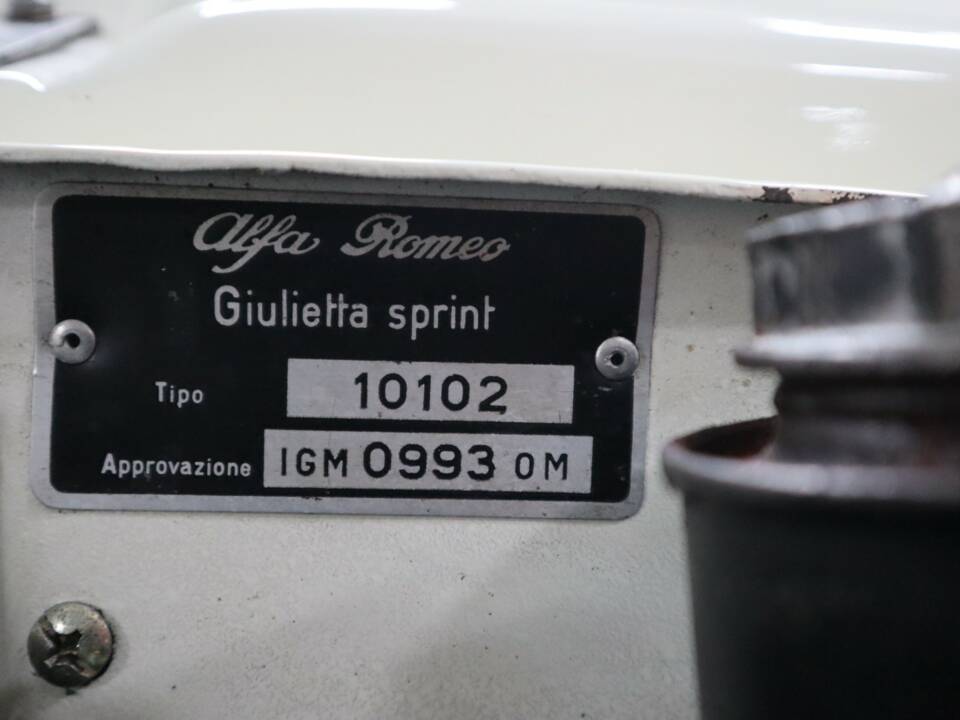 Alfa Romeo
Giulietta sprint
Tipo 10102
Approvazione IGM 0993 OM